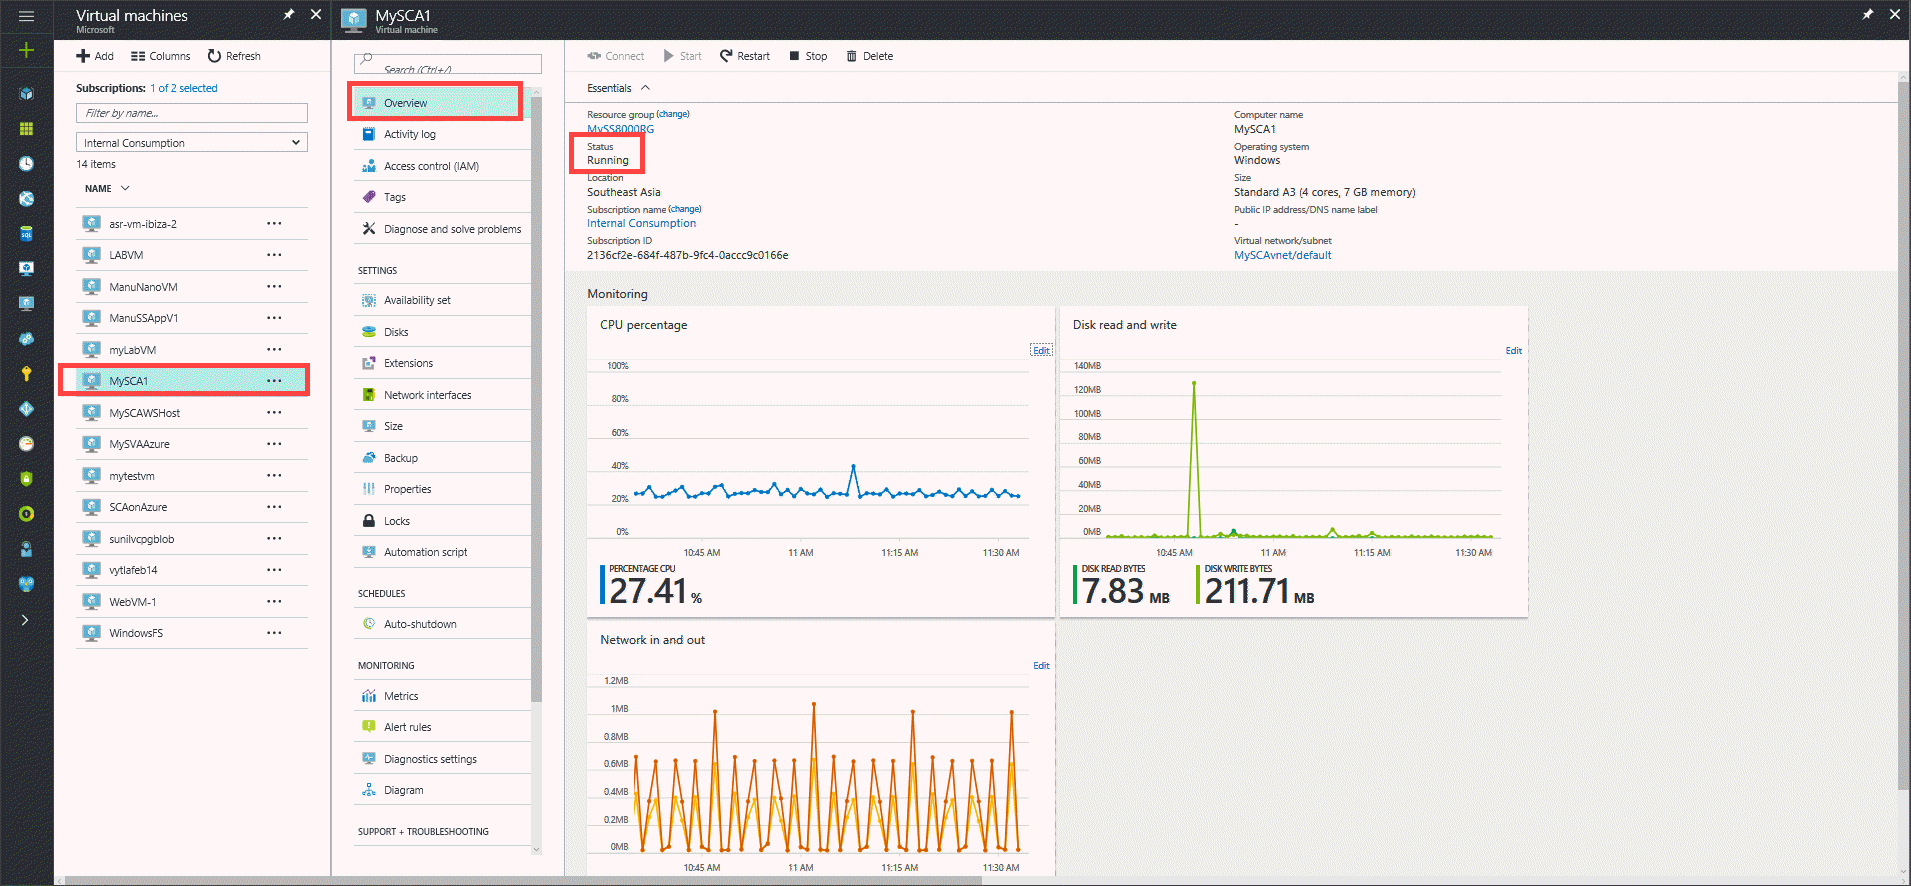 Virtual machines
Microsoft
Add Columns Refresh
Subscriptions: 1 of 2 selected
Filter by name...
Internal Consumption
14 items
NAME
asr-vm-ibiza-2
LABVM
ManuNanoVM
ManuSSAppV1
myLabVM
MySCA1
MySCAWSHost
MySVAAzure
mytestvm
SCAonAzure
sunilvcpgblob
vytlafeb14
WebVM-1
WindowsFS
MySCA1
Virtual machine
Search (Ctrl+/)
Overview
Activity log
Access control (IAM)
Tags
Diagnose and solve problems
SETTINGS
Availability set
Disks
Extensions
Network interfaces
Size
Backup
Properties
Locks
Automation script
SCHEDULES
Auto-shutdown
MONITORING
Metrics
Alert rules
Diagnostics settings
Diagram
SUPPORT + TROUBLESHOOTING
Connect Start Restart Stop Delete
Essentials
Resource group (change)
MySS8000RG
Status
Running
Location
Southeast Asia
Subscription name (change)
Internal Consumption
Subscription ID
2136cf2e-684f-487b-9fc4-0accc9c0166e
Computer name
MySCA1
Operating system
Windows
Size
Standard A3 (4 cores, 7 GB memory)
Public IP address/DNS name label
-
Virtual network/subnet
MySCAvnet/default
Monitoring
CPU percentage
Edit
100%
80%
60%
40%
20%
0%
10:45 AM 11 AM 11:15 AM 11:30 AM
PERCENTAGE CPU
27.41 %
Disk read and write
Edit
140MB
120MB
100MB
80MB
60MB
40MB
20MB
0MB
10:45 AM 11 AM 11:15 AM 11:30 AM
DISK READ BYTES
7.83 MB
DISK WRITE BYTES
211.71 MB
Network in and out
Edit
1.2MB
1MB
0.8MB
0.6MB
0.4MB
0.2MB
0MB
10:45 AM 11 AM 11:15 AM 11:30 AM